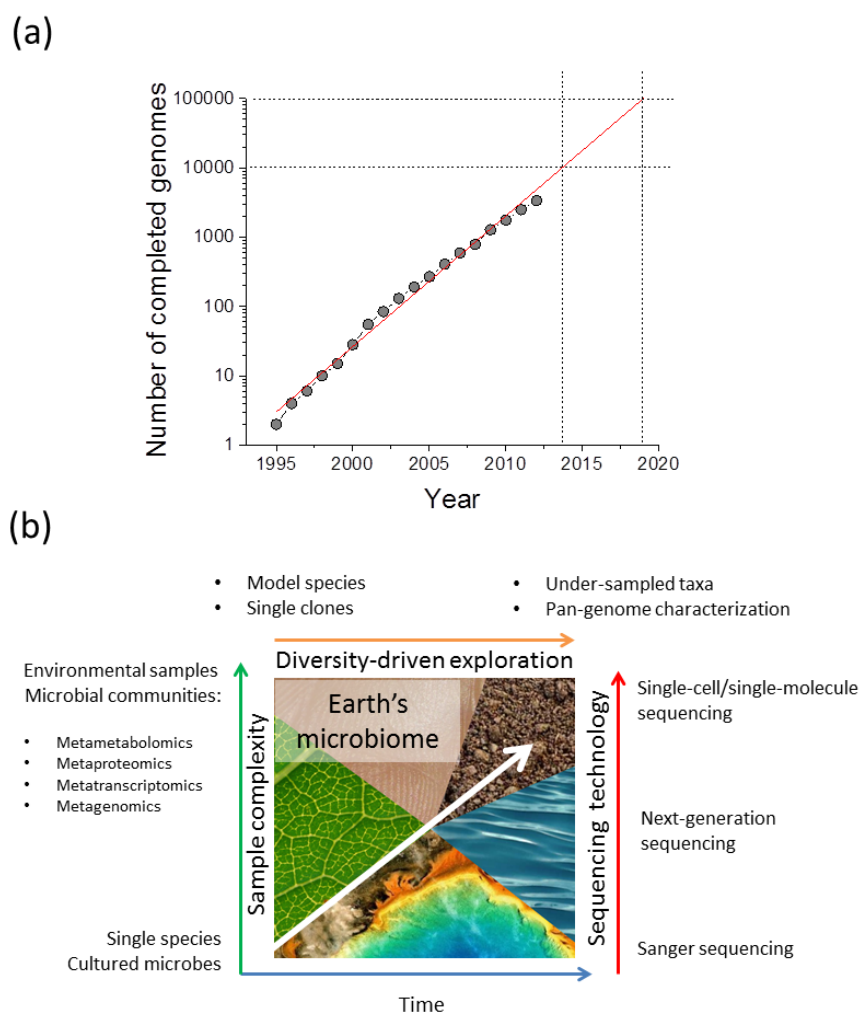 (a)
Number of completed genomes
100000
10000
1000
100
10
1
1995
2000
2005
2010
2015
2020
Year
(b)
• Model species
• Single clones
• Under-sampled taxa
• Pan-genome characterization
Diversity-driven exploration
Environmental samples
Microbial communities:
• Metametabolomics
• Metaproteomics
• Metatranscriptomics
• Metagenomics
Single species
Cultured microbes
Sample complexity
Earth's
microbiome
Sequencing technology
Single-cell/single-molecule
sequencing
Next-generation
sequencing
Sanger sequencing
Time